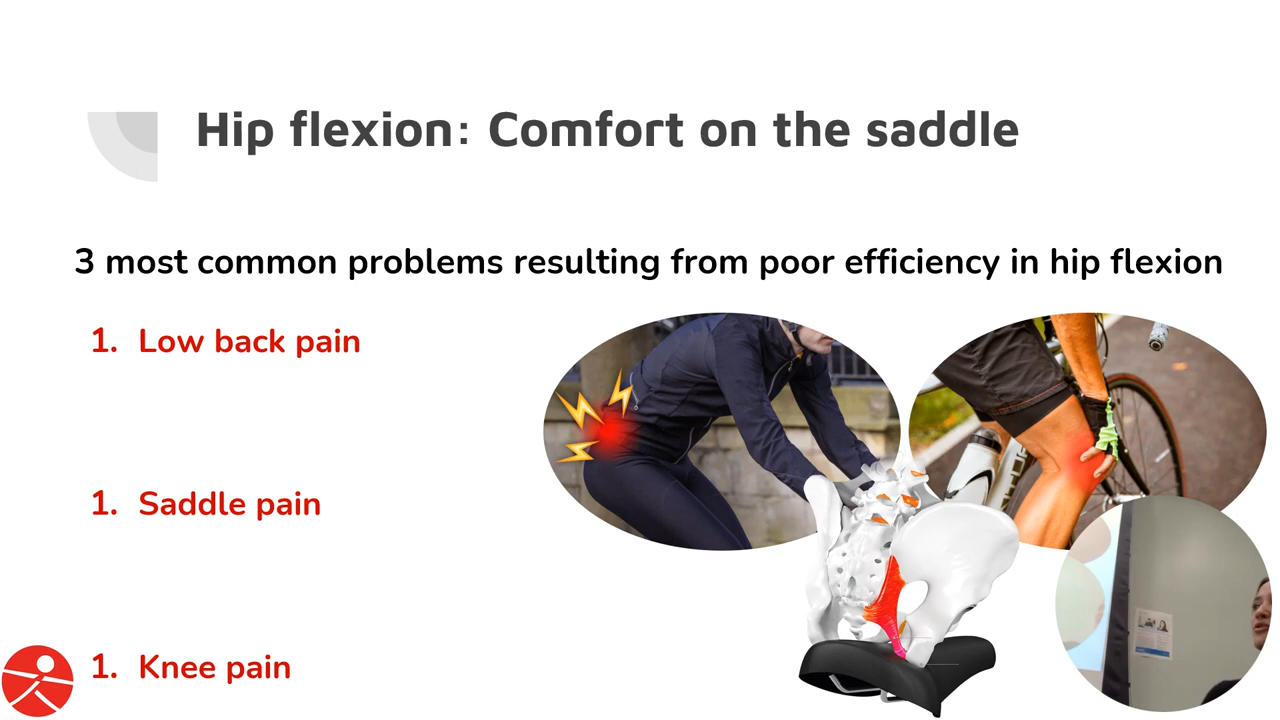 Hip flexion: Comfort on the saddle
3 most common problems resulting from poor efficiency in hip flexion
1. Low back pain
1. Saddle pain
1. Knee pain